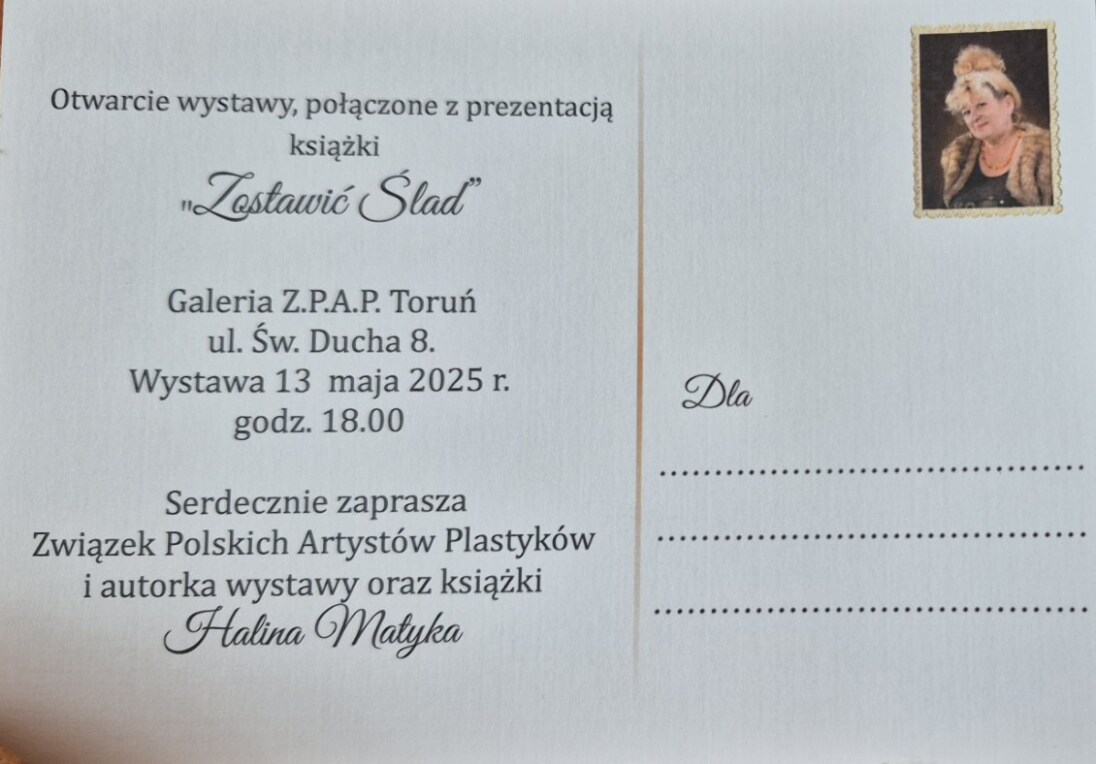 Otwarcie wystawy, połączone z prezentacją
książki
„Zostawić Ślad”
Galeria Z.P.A.P. Toruń
ul. Św. Ducha 8.
Wystawa 13 maja 2025 r.
godz. 18.00
Serdecznie zaprasza
Związek Polskich Artystów Plastyków
i autorka wystawy oraz książki
Halina Matyka
Dla